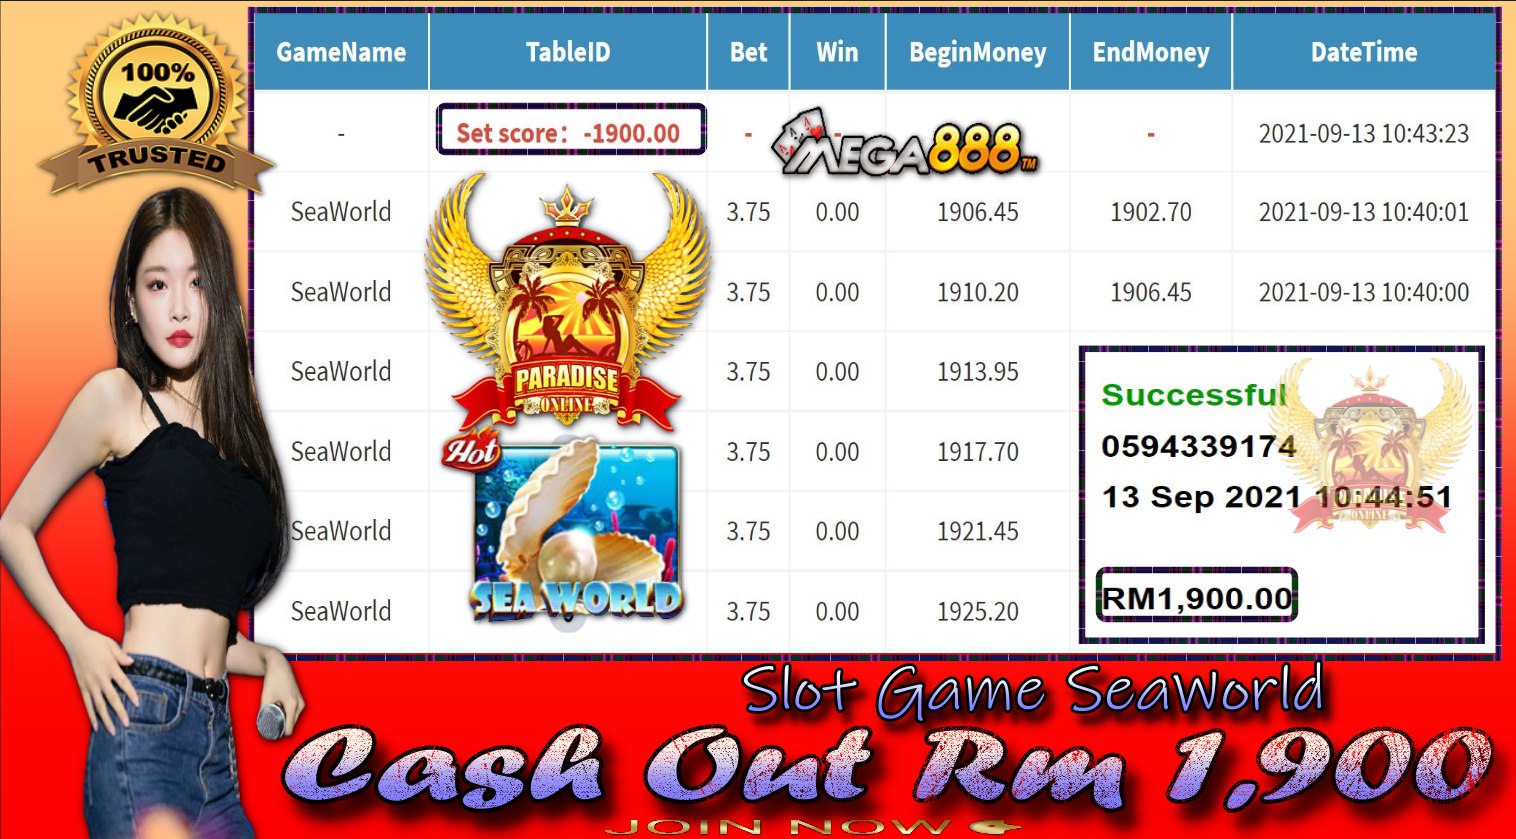 100%
TRUSTED
GameName TableID Bet Win BeginMoney EndMoney DateTime
- Set score: -1900.00 - - - 2021-09-13 10:43:23
MEGA888 TM
SeaWorld 3.75 0.00 1906.45 1902.70 2021-09-13 10:40:01
SeaWorld 3.75 0.00 1910.20 1906.45 2021-09-13 10:40:00
SeaWorld 3.75 0.00 1913.95
PARADISE
ONLINE
SeaWorld 3.75 0.00 1917.70
Hot
SeaWorld 3.75 0.00 1921.45
SeaWorld 3.75 0.00 1925.20
SEA WORLD
Successful
0594339174
13 Sep 2021 10:44:51
PARADISE
ONLINE
RM1,900.00
Slot Game SeaWorld
Cash Out Rm 1,900
JOIN NOW